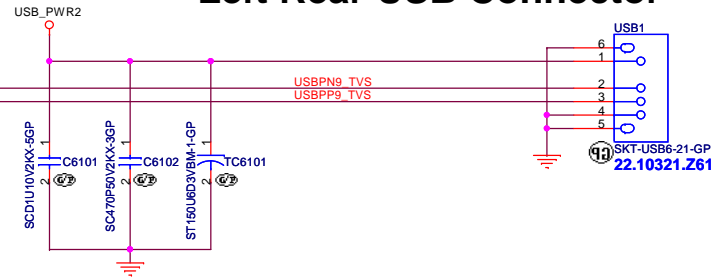 Left Rear USB Connector
USB_PWR2
USB1
6
1
USBPN9_TVS
2
USBPP9_TVS
3
4
5
SKT-USB6-21-GP
22.10321.Z61
SCD1U10V2KX-5GP
1
C6101
2
SC470P50V2KX-3GP
1
C6102
2
ST150U6D3VBM-1-GP
1
TC6101
2